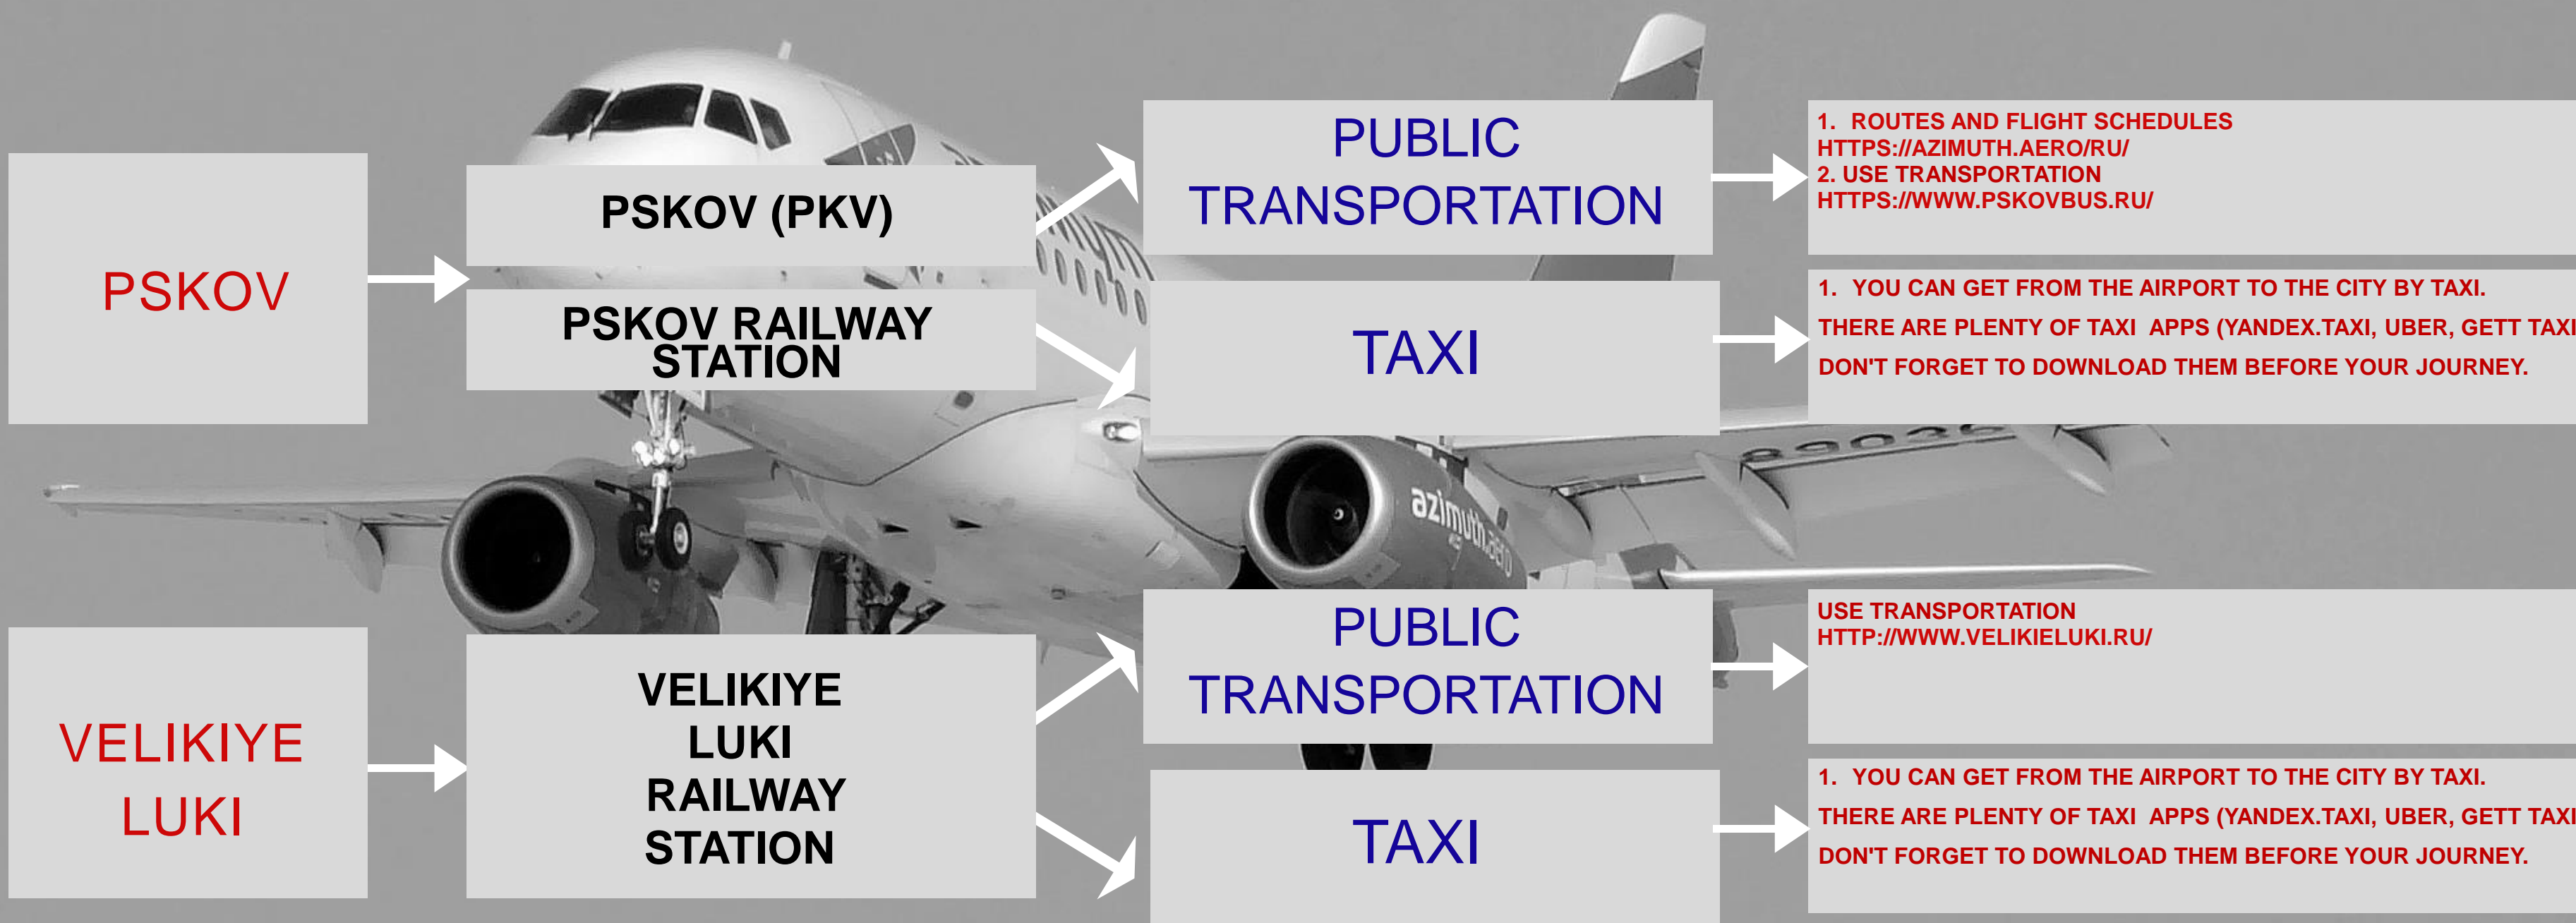 PSKOV
PSKOV (PKV)
PSKOV RAILWAY
STATION
PUBLIC
TRANSPORTATION
1. ROUTES AND FLIGHT SCHEDULES
HTTPS://AZIMUTH.AERO/RU/
2. USE TRANSPORTATION
HTTPS://WWW.PSKOVBUS.RU/
TAXI
1. YOU CAN GET FROM THE AIRPORT TO THE CITY BY TAXI.
THERE ARE PLENTY OF TAXI APPS (YANDEX.TAXI, UBER, GETT TAXI
DON'T FORGET TO DOWNLOAD THEM BEFORE YOUR JOURNEY.
azimuth.aero
VELIKIYE
LUKI
VELIKIYE
LUKI
RAILWAY
STATION
PUBLIC
TRANSPORTATION
USE TRANSPORTATION
HTTP://WWW.VELIKIELUKI.RU/
TAXI
1. YOU CAN GET FROM THE AIRPORT TO THE CITY BY TAXI.
THERE ARE PLENTY OF TAXI APPS (YANDEX.TAXI, UBER, GETT TAXI
DON'T FORGET TO DOWNLOAD THEM BEFORE YOUR JOURNEY.